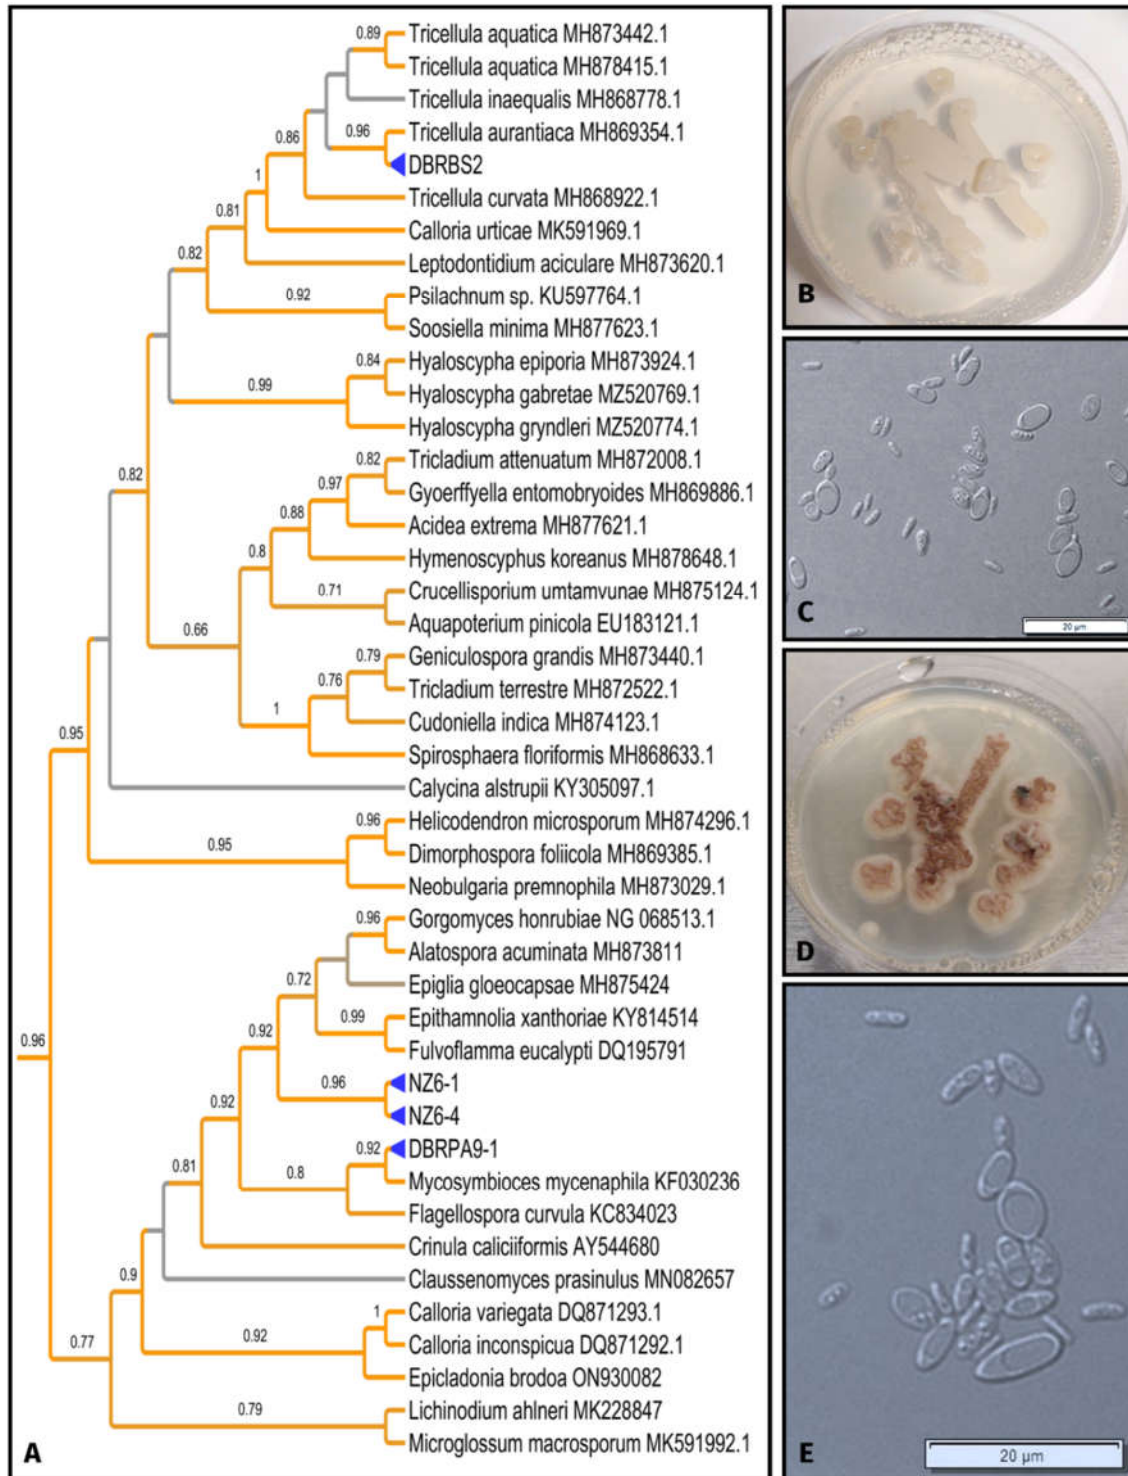 0.89
Tricellula aquatica MH873442.1
Tricellula aquatica MH878415.1
Tricellula inaequalis MH868778.1
0.96
Tricellula aurantiaca MH869354.1
0.86
DBRBS2
1
Tricellula curvata MH868922.1
0.81
Calloria urticae MK591969.1
0.82
Leptodontidium aciculare MH873620.1
0.92
Psilachnum sp. KU597764.1
Soosiella minima MH877623.1
0.84
Hyaloscypha epiporia MH873924.1
0.99
Hyaloscypha gabretae MZ520769.1
Hyaloscypha gryndleri MZ520774.1
0.82
Tricladium attenuatum MH872008.1
0.82
0.97
Gyoerffyella entomobryoides MH869886.1
0.88
Acidea extrema MH877621.1
0.8
Hymenoscyphus koreanus MH878648.1
0.71
Crucellisporium umtamvunae MH875124.1
Aquapoterium pinicola EU183121.1
0.66
0.79
Geniculospora grandis MH873440.1
0.76
Tricladium terrestre MH872522.1
1
Cudoniella indica MH874123.1
0.95
Spirosphaera floriformis MH868633.1
Calycina alstrupii KY305097.1
0.96
Helicodendron microsporum MH874296.1
0.95
Dimorphospora foliicola MH869385.1
Neobulgaria premnophila MH873029.1
0.96
Gorgomyces honrubiae NG 068513.1
Alatospora acuminata MH873811
0.72
Epiglia gloeocapsae MH875424
0.99
Epithamnolia xanthoriae KY814514
0.92
0.96
Fulvoflamma eucalypti DQ195791
0.96
NZ6-1
0.92
NZ6-4
0.92
DBRPA9-1
0.81
0.8
Mycosymbioces mycenaphila KF030236
Flagellospora curvula KC834023
Crinula caliciiformis AY544680
0.9
Claussenomyces prasinulus MN082657
1
Calloria variegata DQ871293.1
0.77
0.92
Calloria inconspicua DQ871292.1
Epicladonia brodoa ON930082
0.79
Lichinodium ahlneri MK228847
Microglossum macrosporum MK591992.1
A
B
C
20 µm
D
E
20 µm